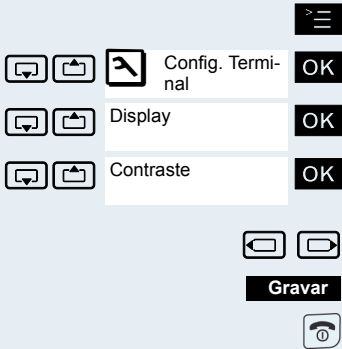 Config. Termi-
nal
OK
Display
OK
Contraste
OK
Gravar